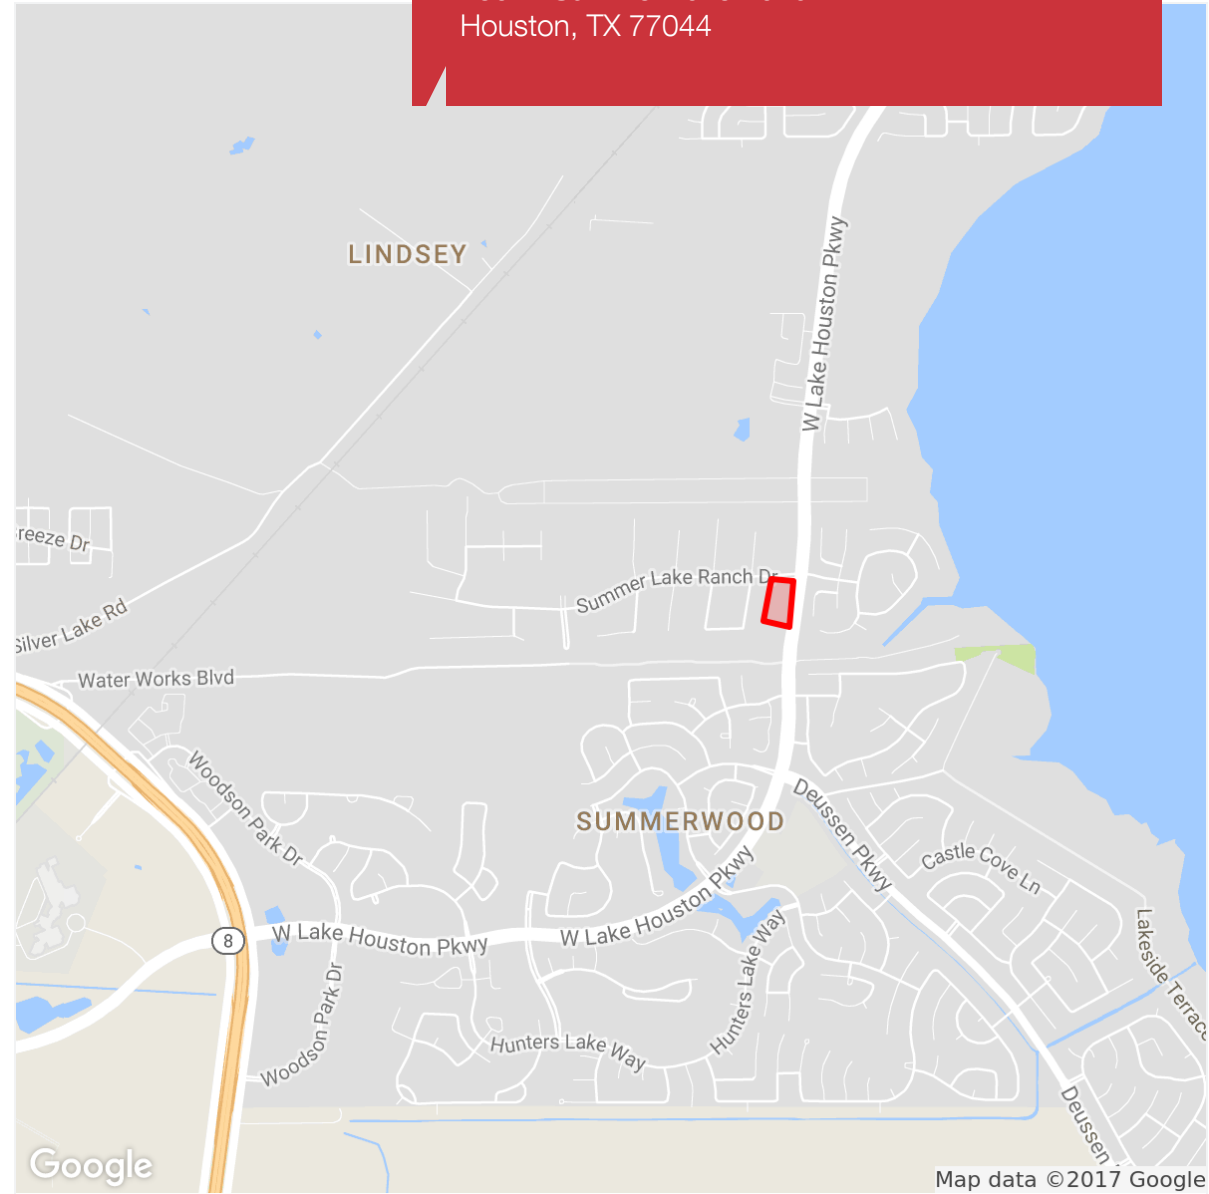 Houston, TX 77044
LINDSEY
W Lake Houston Pkwy
Breeze Dr
Summer Lake Ranch Dr
Silver Lake Rd
Water Works Blvd
Woodson Park Dr
SUMMERWOOD
Deussen Pkwy
Castle Cove Ln
W Lake Houston Pkwy
8
W Lake Houston Pkwy
Lakeside Terrace
Hunters Lake Way
Woodson Park Dr
Hunters Lake Way
Deussen
Google
Map data ©2017 Google